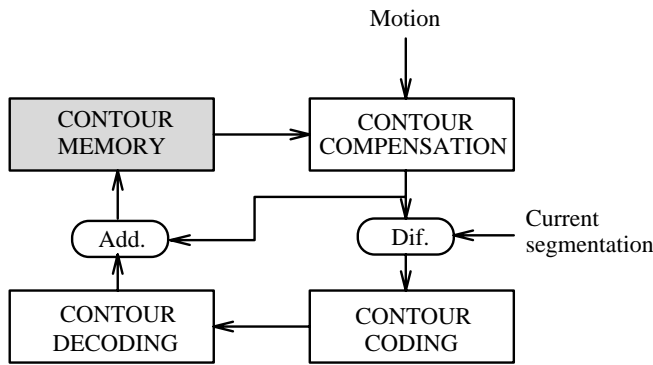 Motion
CONTOUR
MEMORY
CONTOUR
COMPENSATION
Add.
Dif.
Current
segmentation
CONTOUR
DECODING
CONTOUR
CODING